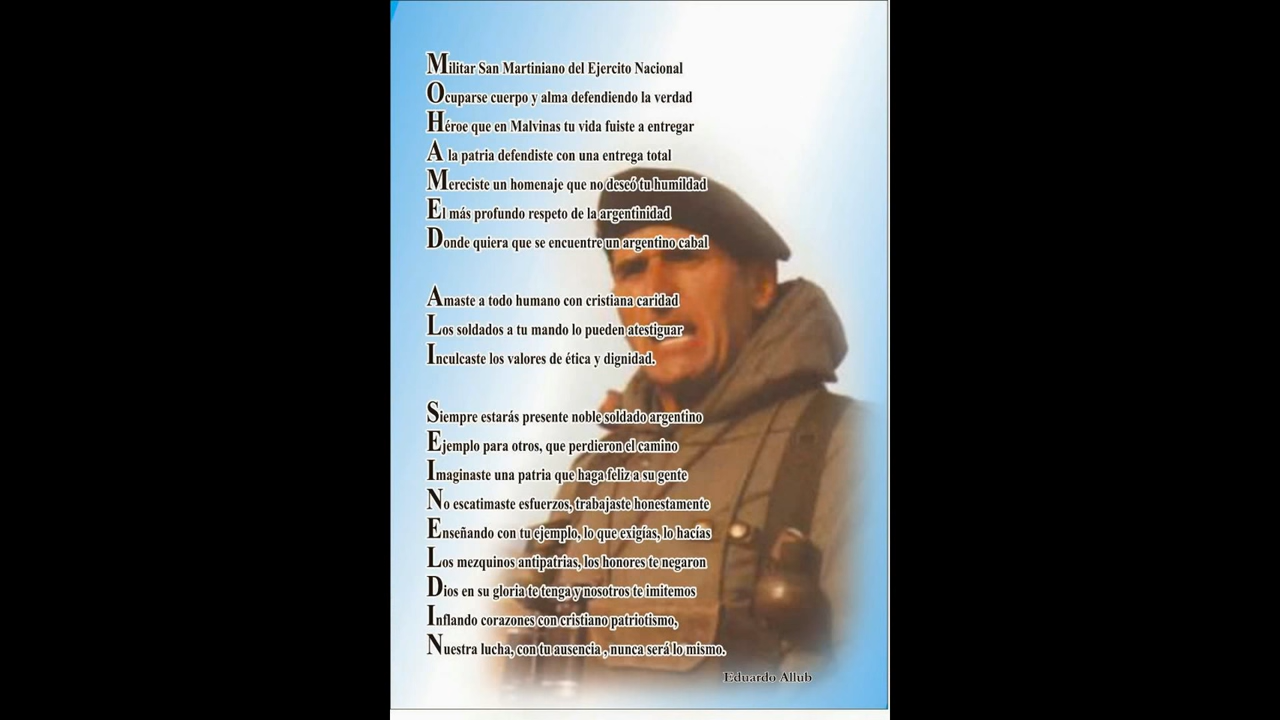 Militar San Martiniano del Ejercito Nacional
Ocuparse cuerpo y alma defendiendo la verdad
Héroe que en Malvinas tu vida fuiste a entregar
A la patria defendiste con una entrega total
Mereciste un homenaje que no deseó tu humildad
El más profundo respeto de la argentinidad
Donde quiera que se encuentre un argentino cabal
Amaste a todo humano con cristiana caridad
Los soldados a tu mando lo pueden atestiguar
Inculcaste los valores de ética y dignidad.
Siempre estarás presente noble soldado argentino
Ejemplo para otros, que perdieron el camino
Imaginaste una patria que haga feliz a su gente
No escatimaste esfuerzos, trabajaste honestamente
Enseñando con tu ejemplo, lo que exigías, lo hacías
Los mezquinos antipatrias, los honores te negaron
Dios en su gloria te tenga y nosotros te imitemos
Inflando corazones con cristiano patriotismo,
Nuestra lucha, con tu ausencia , nunca será lo mismo.
Eduardo Allub